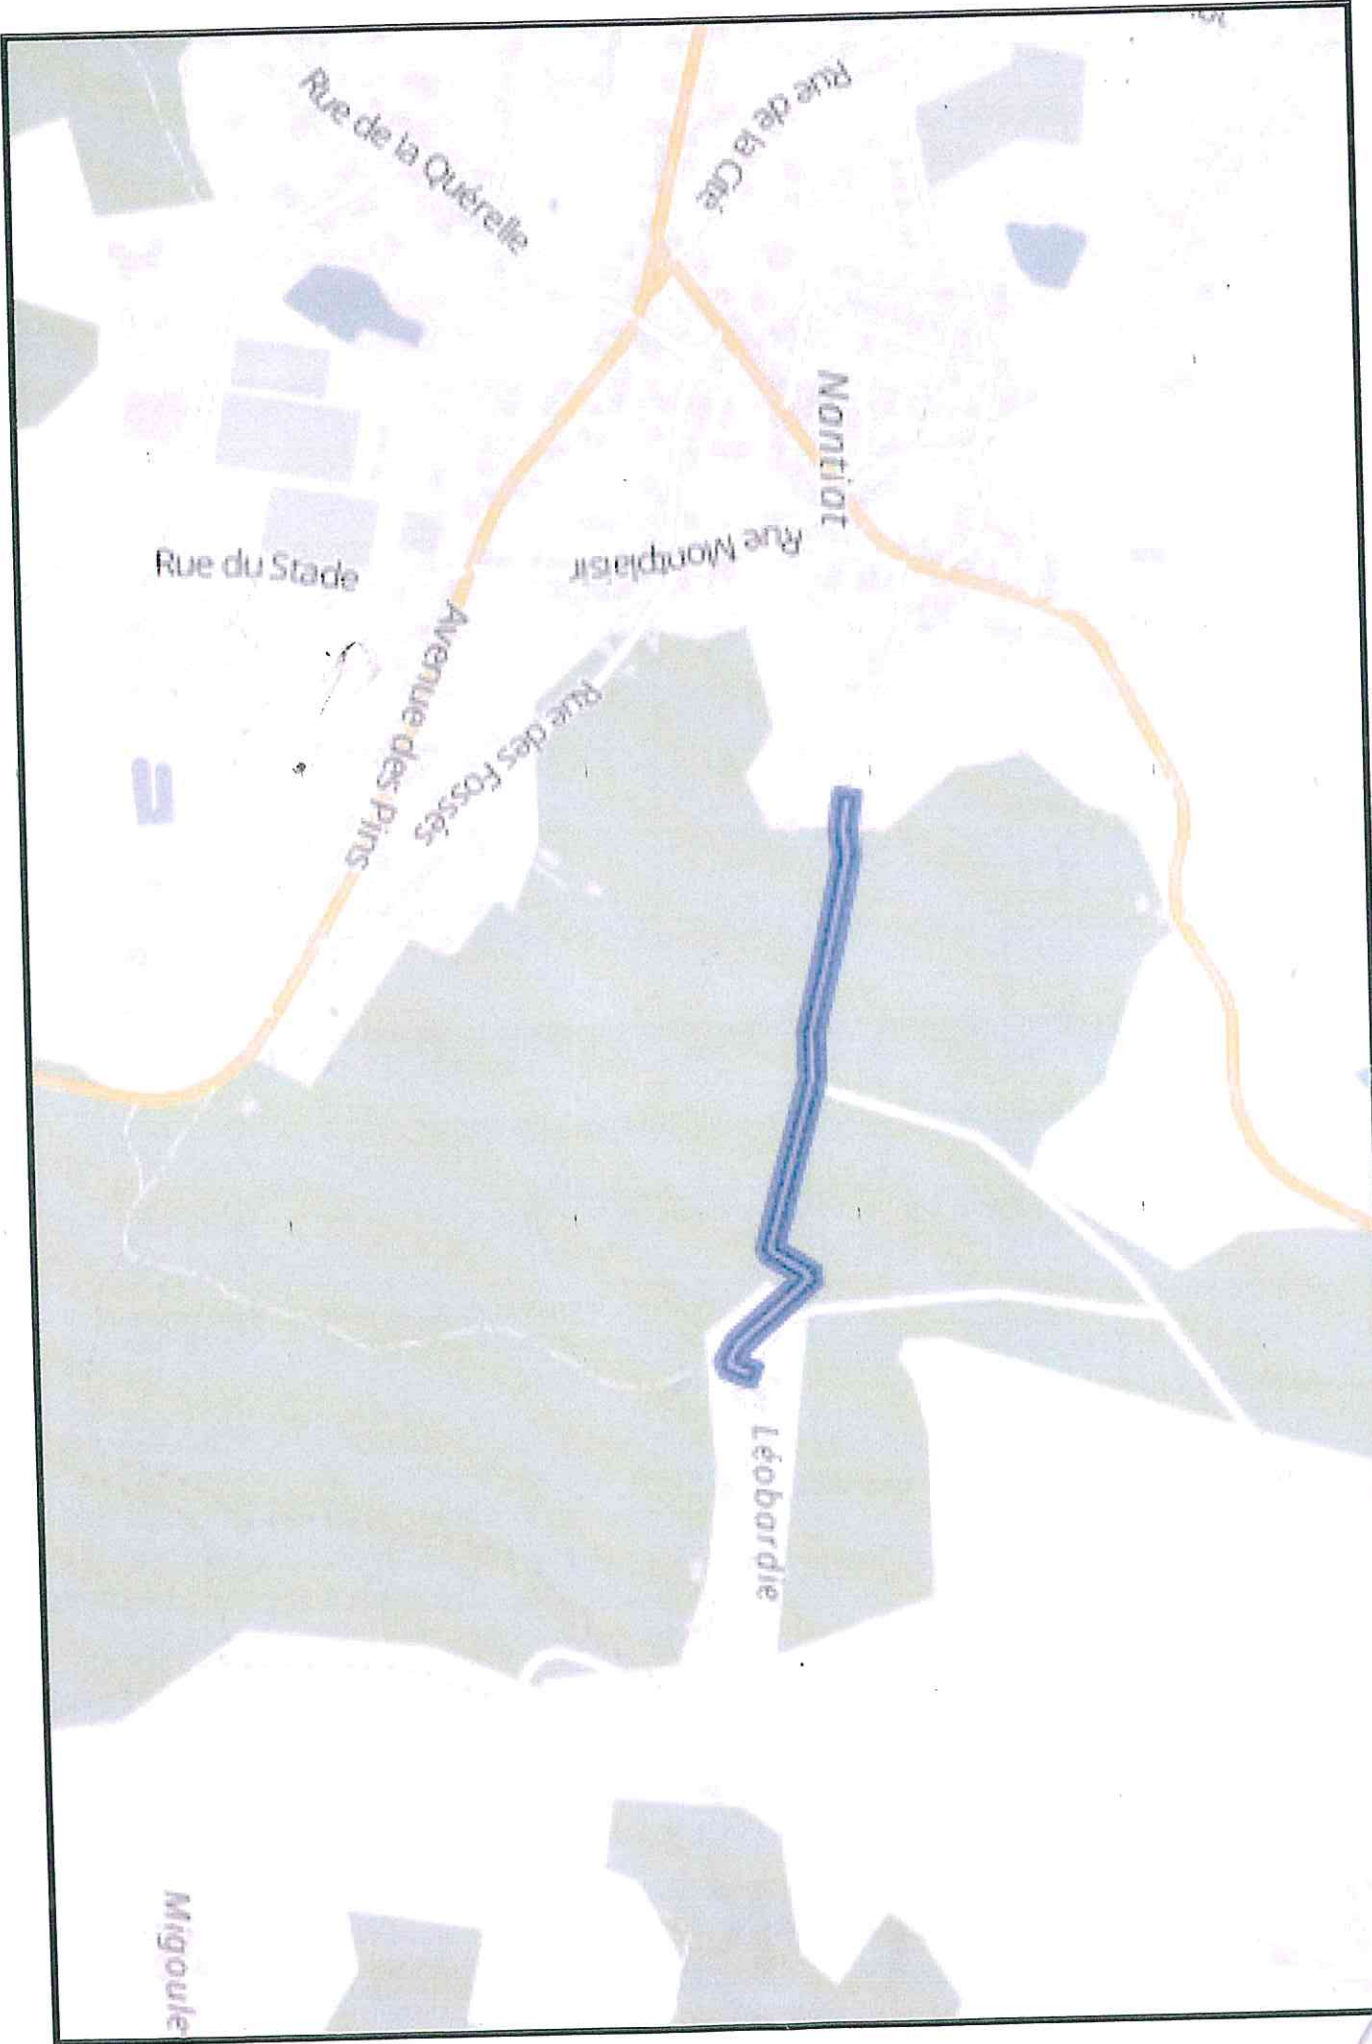 Rue de la Quérelle
Rue de la Cité
Nontiot
Rue Montplaisir
Rue du Stade
Avenue des Pins
Rue des Fossés
Léobardie
Migoule